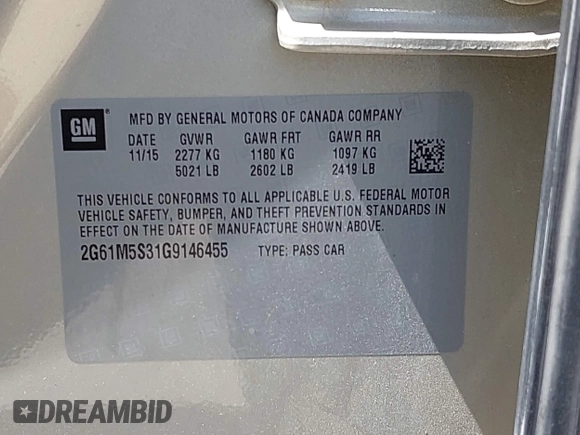 GM
MFD BY GENERAL MOTORS OF CANADA COMPANY
DATE GVWR GAWR FRT GAWR RR
11/15 2277 KG 1180 KG 1097 KG
5021 LB 2602 LB 2419 LB
THIS VEHICLE CONFORMS TO ALL APPLICABLE U.S. FEDERAL MOTOR
VEHICLE SAFETY, BUMPER, AND THEFT PREVENTION STANDARDS IN
EFFECT ON THE DATE OF MANUFACTURE SHOWN ABOVE.
2G61M5S31G9146455 TYPE: PASS CAR
DREAMBID